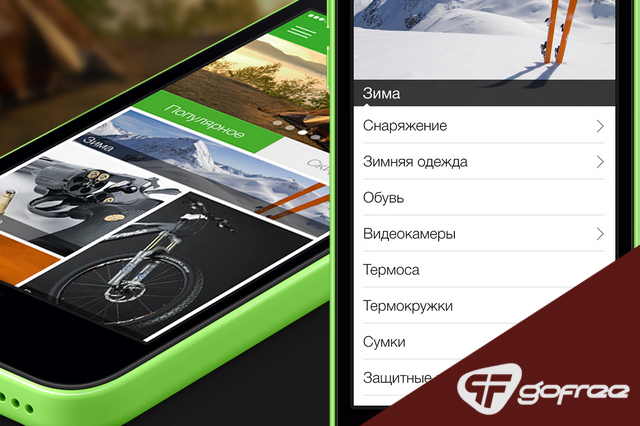 Популярное
Зима
Зима
Снаряжение
Зимняя одежда
Обувь
Видеокамеры
Термоса
Термокружки
Сумки
Защитные
gofree